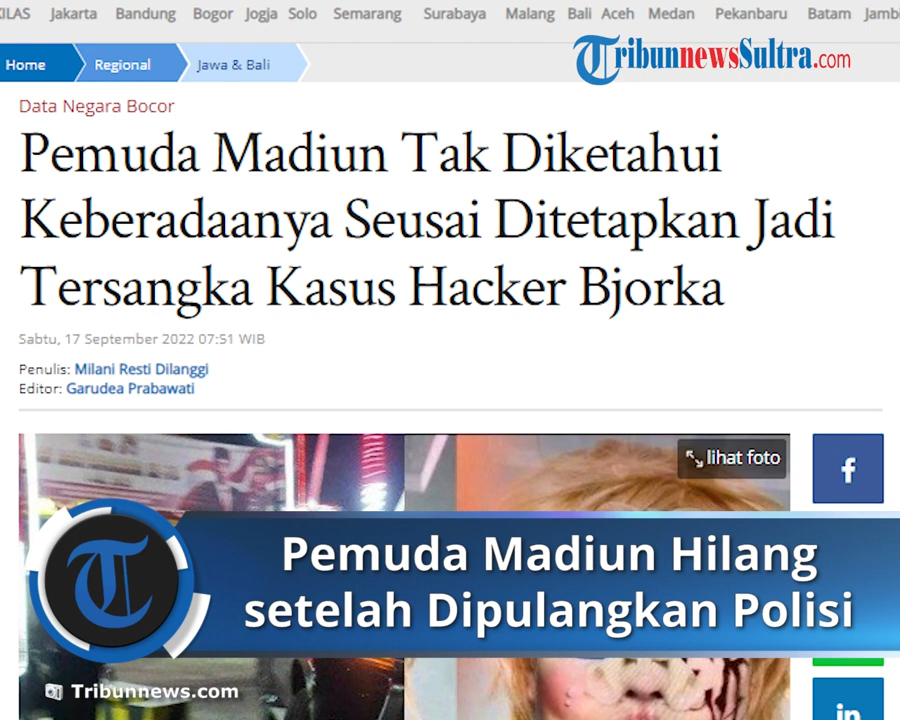 Jakarta Bandung Bogor Jogja Solo Semarang Surabaya Malang Bali Aceh Medan Pekanbaru Batam
Home Regional Jawa & Bali
TribunnewsSultra.com
Data Negara Bocor
Pemuda Madiun Tak Diketahui
Keberadaanya Seusai Ditetapkan Jadi
Tersangka Kasus Hacker Bjorka
Sabtu, 17 September 2022 07:51 WIB
Penulis: Milani Resti Dilanggi
Editor: Garudea Prabawati
lihat foto
f
T
Pemuda Madiun Hilang
setelah Dipulangkan Polisi
Tribunnews.com
in